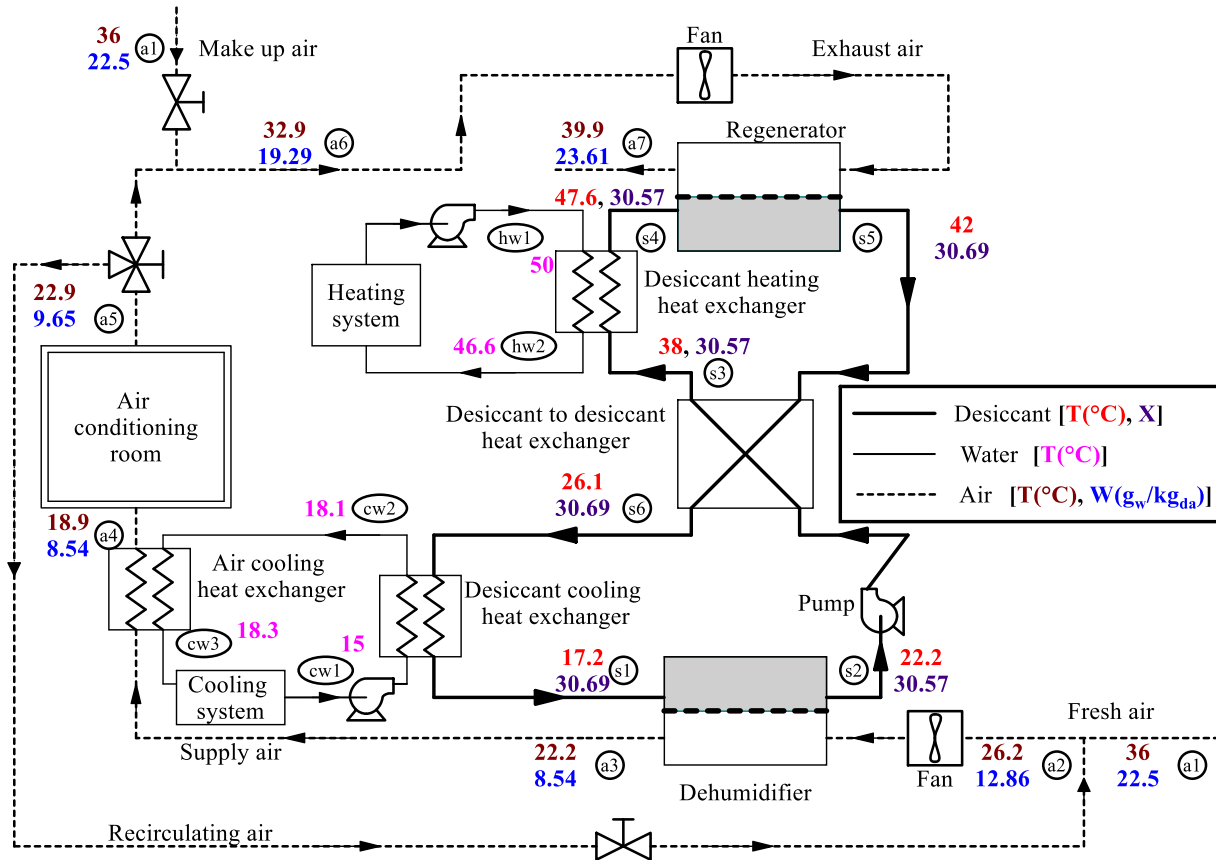 36
22.5
a1
Make up air
Fan
Exhaust air
32.9
19.29
a6
39.9
23.61
a7
Regenerator
47.6, 30.57
hw1
s4
s5
42
30.69
22.9
9.65
a5
Heating
system
50
Desiccant heating
heat exchanger
46.6
hw2
38, 30.57
s3
Air
conditioning
room
Desiccant to desiccant
heat exchanger
Desiccant [T(°C), X]
Water [T(°C)]
Air [T(°C), W(gw/kgda)]
26.1
30.69
s6
18.9
8.54
a4
18.1
cw2
Air cooling
heat exchanger
Desiccant cooling
heat exchanger
Pump
cw3
18.3
cw1
15
Cooling
system
17.2
30.69
s1
s2
22.2
30.57
Supply air
22.2
8.54
a3
Dehumidifier
Fan
Fresh air
26.2
12.86
a2
36
22.5
a1
Recirculating air